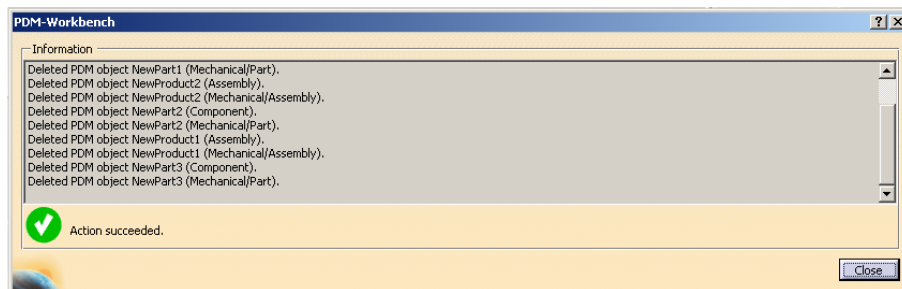 PDM-Workbench
Information
Deleted PDM object NewPart1 (Mechanical/Part).
Deleted PDM object NewProduct2 (Assembly).
Deleted PDM object NewProduct2 (Mechanical/Assembly).
Deleted PDM object NewPart2 (Component).
Deleted PDM object NewPart2 (Mechanical/Part).
Deleted PDM object NewProduct1 (Assembly).
Deleted PDM object NewProduct1 (Mechanical/Assembly).
Deleted PDM object NewPart3 (Component).
Deleted PDM object NewPart3 (Mechanical/Part).
Action succeeded.
Close